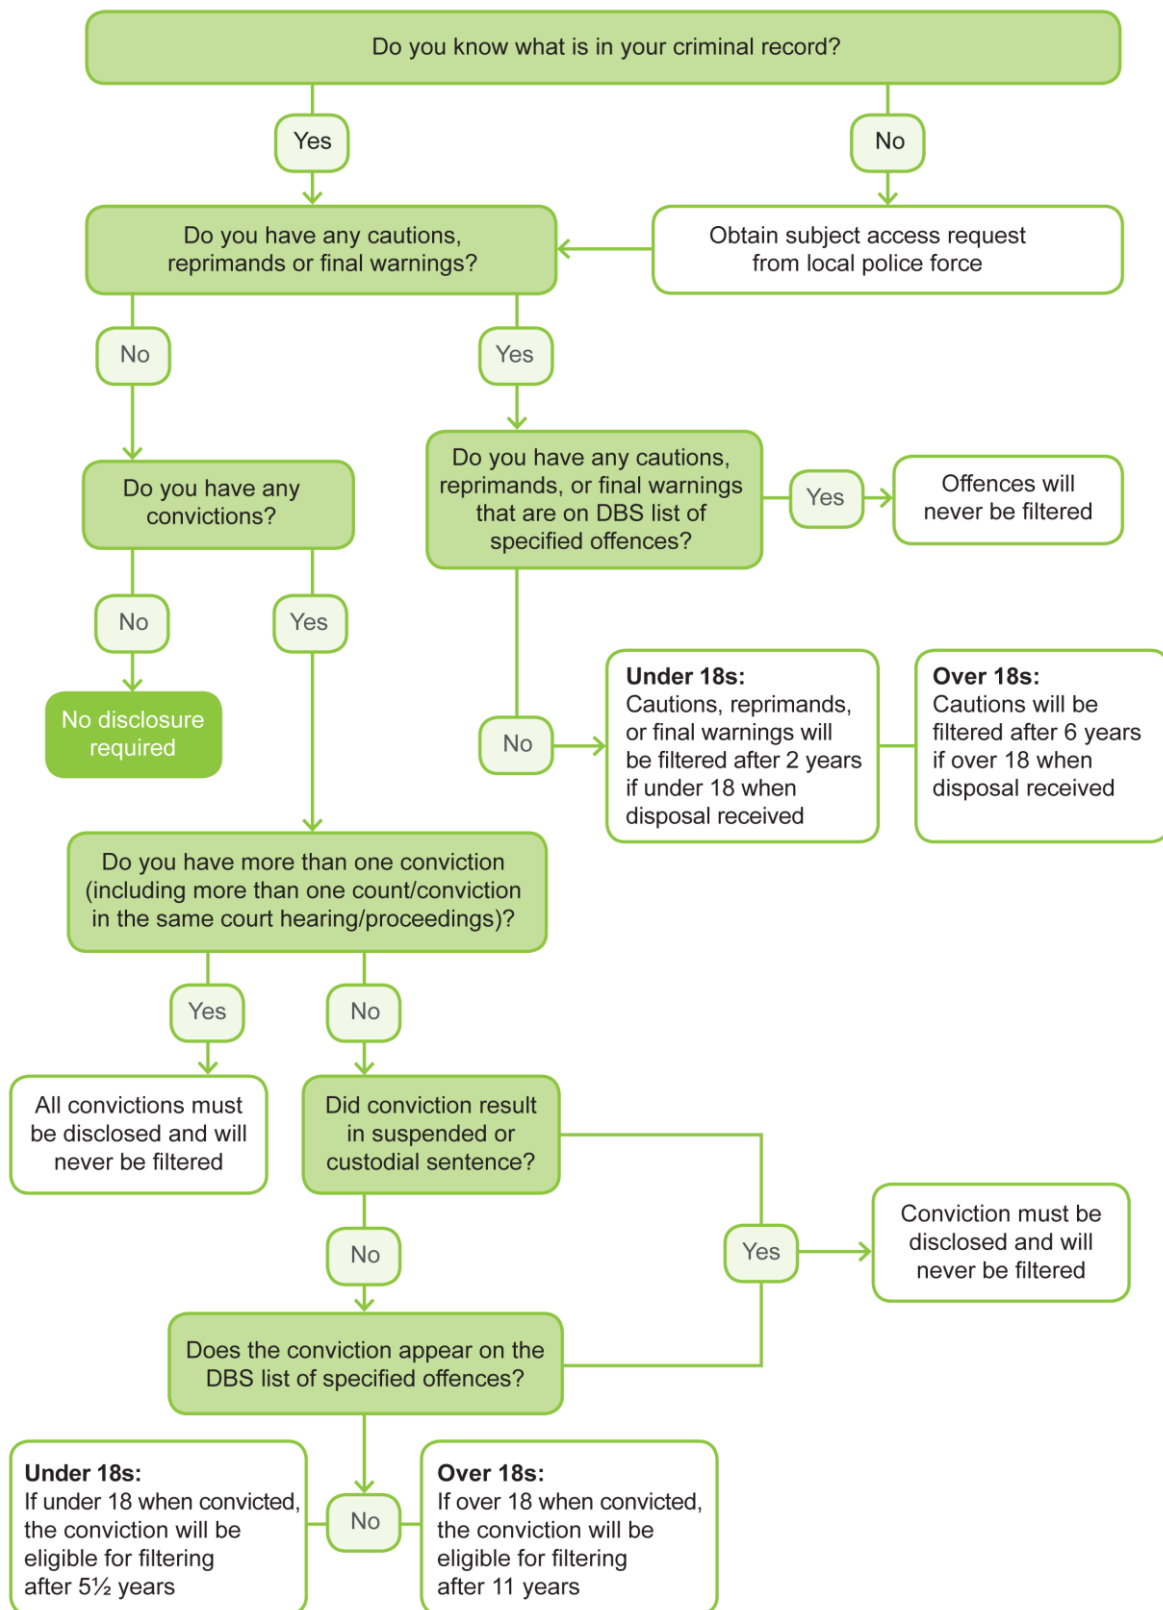 Do you know what is in your criminal record?
Yes
No
Do you have any cautions,
reprimands or final warnings?
Obtain subject access request
from local police force
No
Yes
Do you have any
convictions?
Do you have any cautions,
reprimands, or final warnings
that are on DBS list of
specified offences?
Yes
Offences will
never be filtered
No
Yes
No disclosure
required
No
Under 18s:
Cautions, reprimands,
or final warnings will
be filtered after 2 years
if under 18 when
disposal received
Over 18s:
Cautions will be
filtered after 6 years
if over 18 when
disposal received
Do you have more than one conviction
(including more than one count/conviction
in the same court hearing/proceedings)?
Yes
No
All convictions must
be disclosed and will
never be filtered
Did conviction result
in suspended or
custodial sentence?
No
Yes
Conviction must be
disclosed and will
never be filtered
Does the conviction appear on the
DBS list of specified offences?
Under 18s:
If under 18 when convicted,
the conviction will be
eligible for filtering
after 5½ years
No
Over 18s:
If over 18 when convicted,
the conviction will be
eligible for filtering
after 11 years